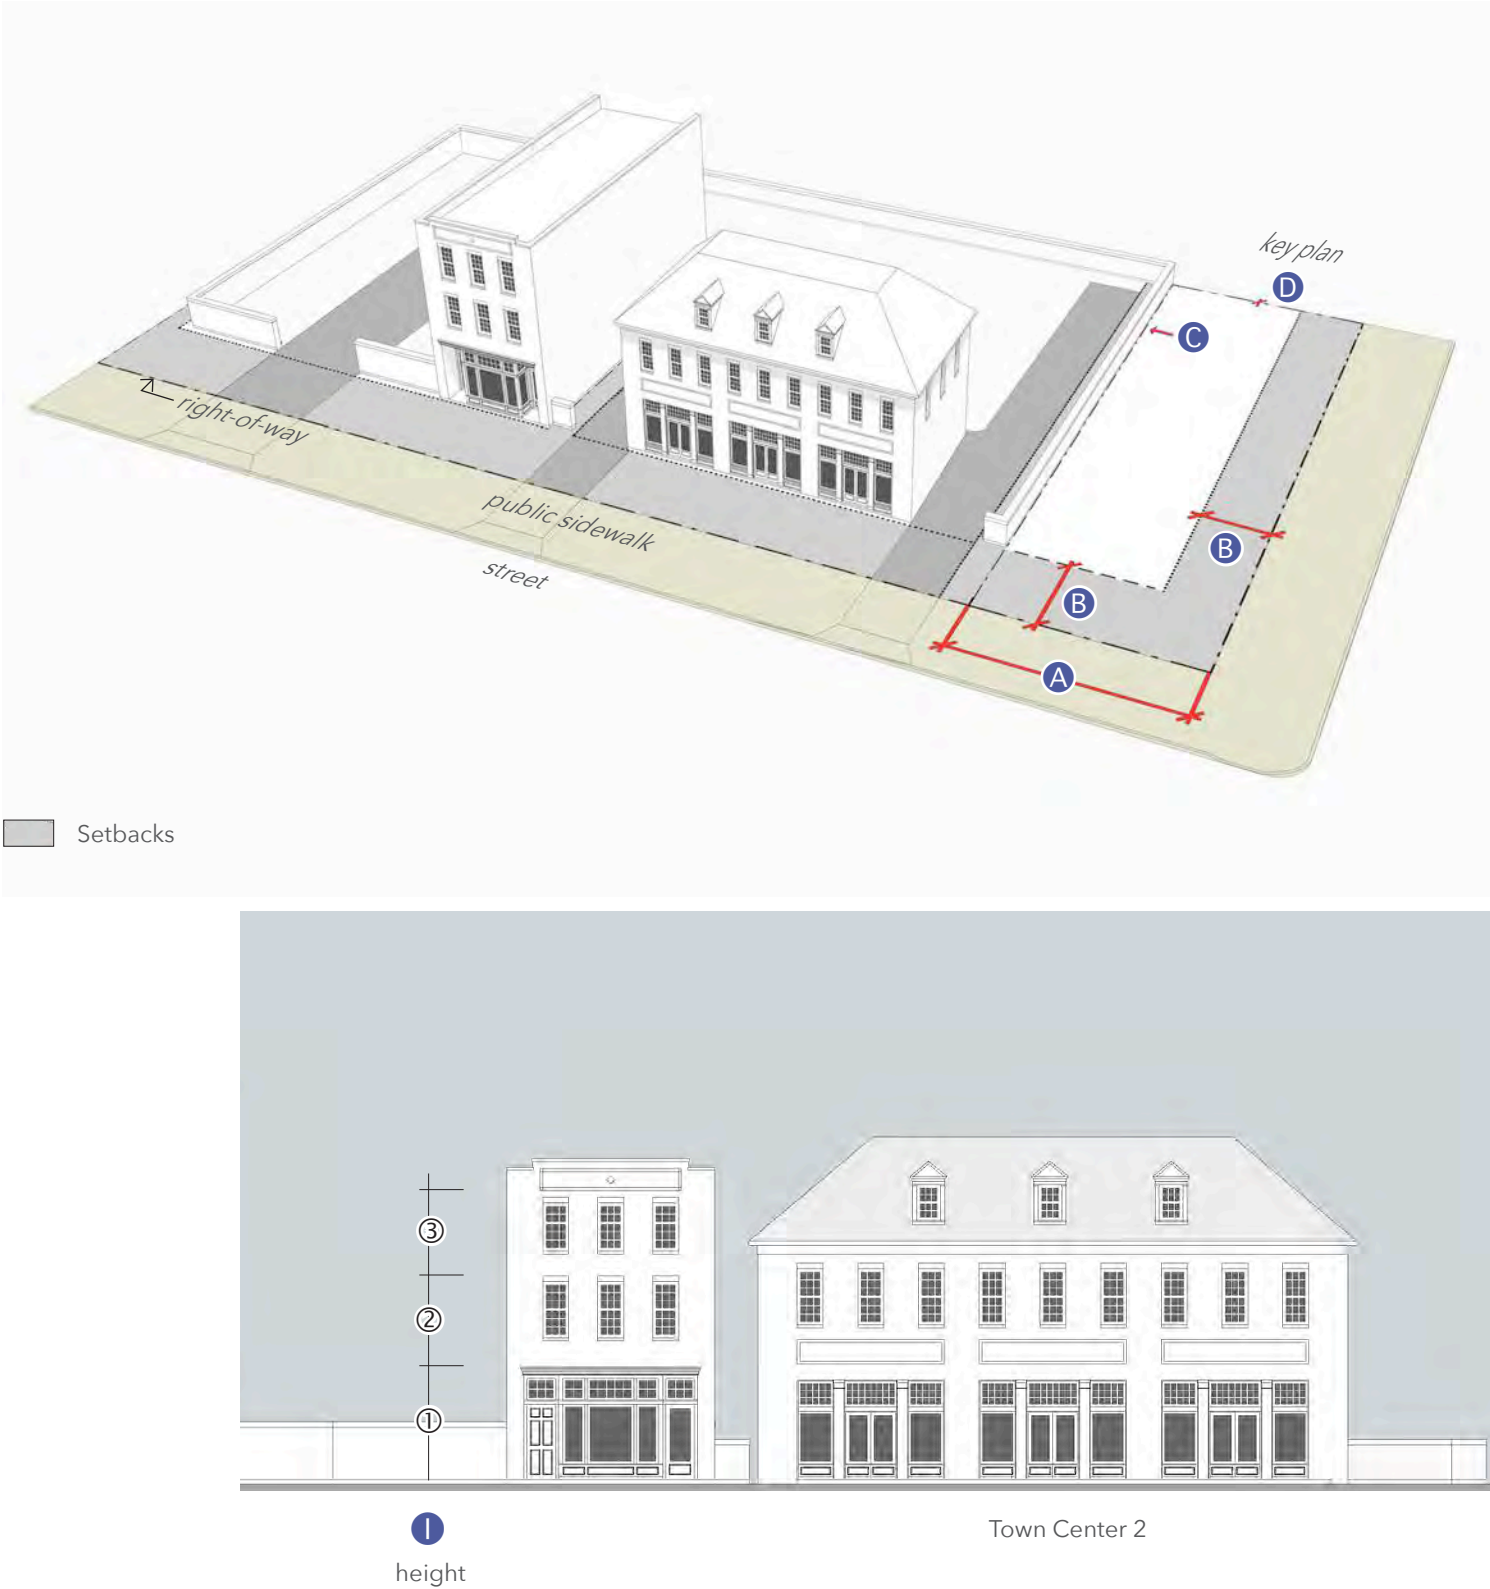 key plan
D
C
right-of-way
B
public sidewalk
street
B
A
Setbacks
3
2
1
I
Town Center 2
height